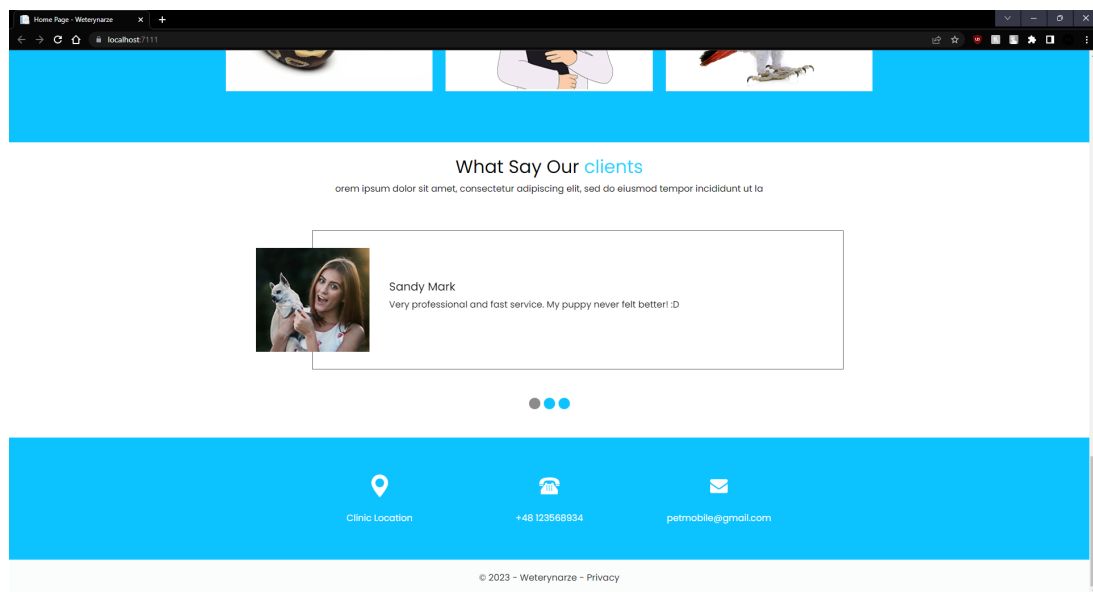 Home Page - Weterynarze
localhost:7111
What Say Our clients
orem ipsum dolor sit amet, consectetur adipiscing elit, sed do eiusmod tempor incididunt ut la
Sandy Mark
Very professional and fast service. My puppy never felt better! :D
Clinic Location
+48 123568934
petmobile@gmail.com
© 2023 - Weterynarze - Privacy